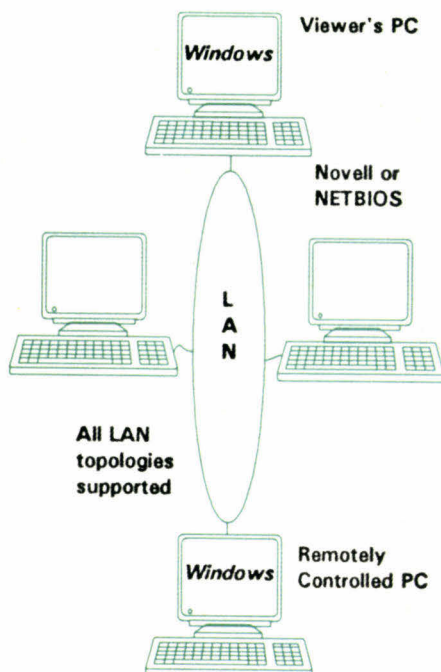 Viewer's PC
Windows
Novell or
NETBIOS
L
A
N
All LAN
topologies
supported
Windows
Remotely
Controlled PC